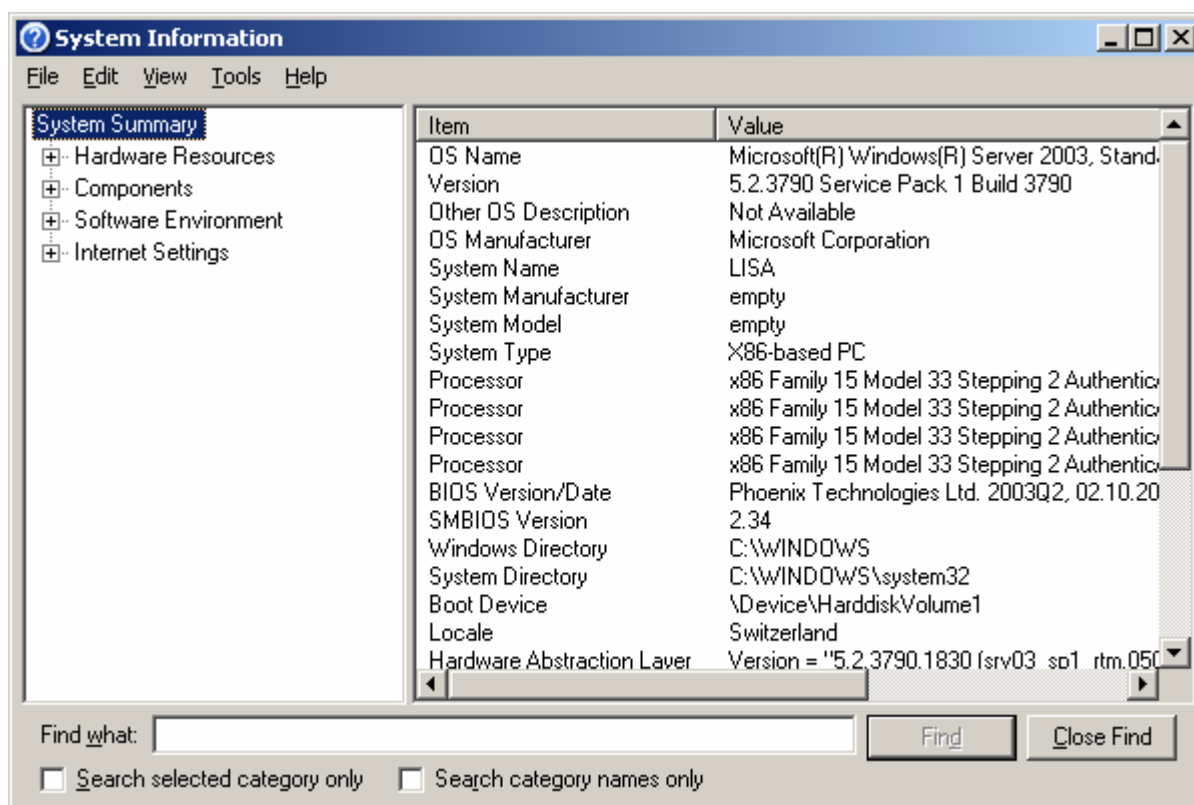 System Information
File Edit View Tools Help
System Summary
Hardware Resources
Components
Software Environment
Internet Settings
Item Value
OS Name Microsoft(R) Windows(R) Server 2003, Stand
Version 5.2.3790 Service Pack 1 Build 3790
Other OS Description Not Available
OS Manufacturer Microsoft Corporation
System Name LISA
System Manufacturer empty
System Model empty
System Type X86-based PC
Processor x86 Family 15 Model 33 Stepping 2 Authentic
Processor x86 Family 15 Model 33 Stepping 2 Authentic
Processor x86 Family 15 Model 33 Stepping 2 Authentic
Processor x86 Family 15 Model 33 Stepping 2 Authentic
BIOS Version/Date Phoenix Technologies Ltd. 2003Q2, 02.10.20
SMBIOS Version 2.34
Windows Directory C:\WINDOWS
System Directory C:\WINDOWS\system32
Boot Device \Device\HarddiskVolume1
Locale Switzerland
Hardware Abstraction Layer Version = "5.2.3790.1830 (srv03_sp1_rtm.050
Find what: Find Close Find
Search selected category only Search category names only